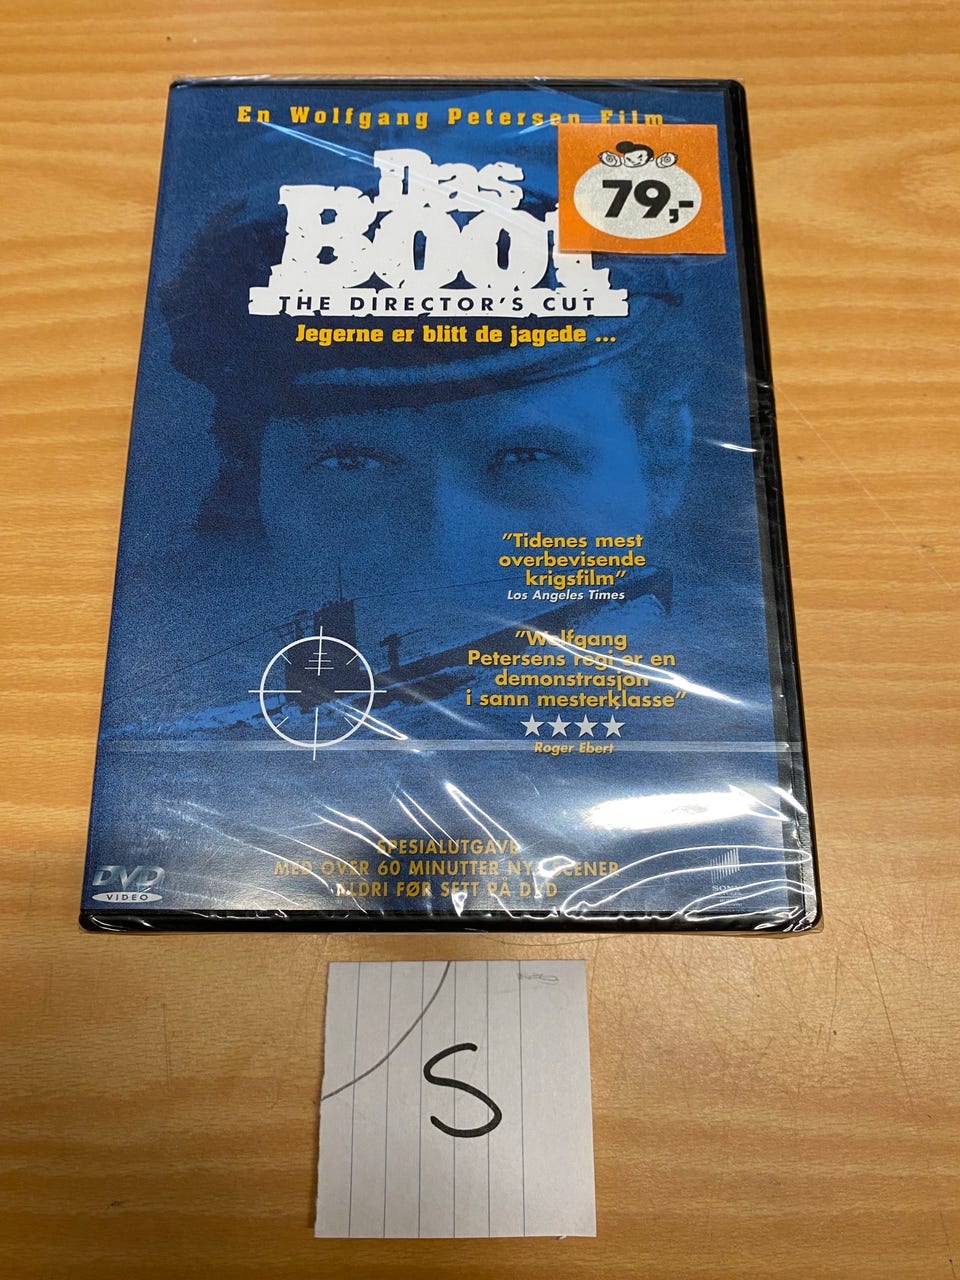 En Wolfgang Petersen Film
79,-
Das
Boot
THE DIRECTOR'S CUT
Jegerne er blitt de jagede ...
"Tidenes mest
overbevisende
krigsfilm"
Los Angeles Times
"Wolfgang
Petersens regi er en
demonstrasjon
i sann mesterklasse"
Roger Ebert
SPESIALUTGAVE
MED OVER 60 MINUTTER NYE SCENER
ALDRI FØR SETT PÅ DVD
DVD
VIDEO
SONY
S